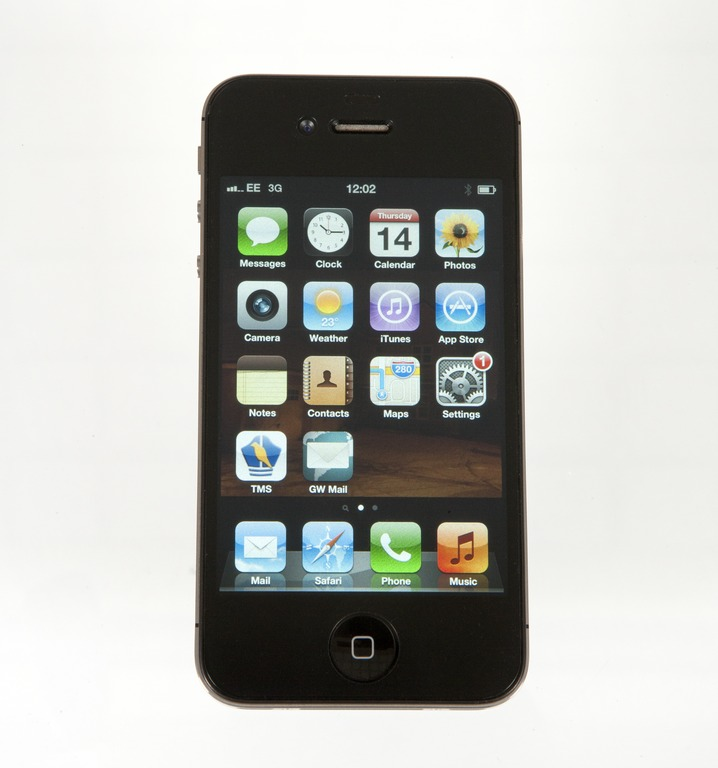 EE 3G 12:02
Thursday
14
Messages Clock Calendar Photos
23°
Camera Weather iTunes App Store
280
1
Notes Contacts Maps Settings
TMS GW Mail
Mail Safari Phone Music